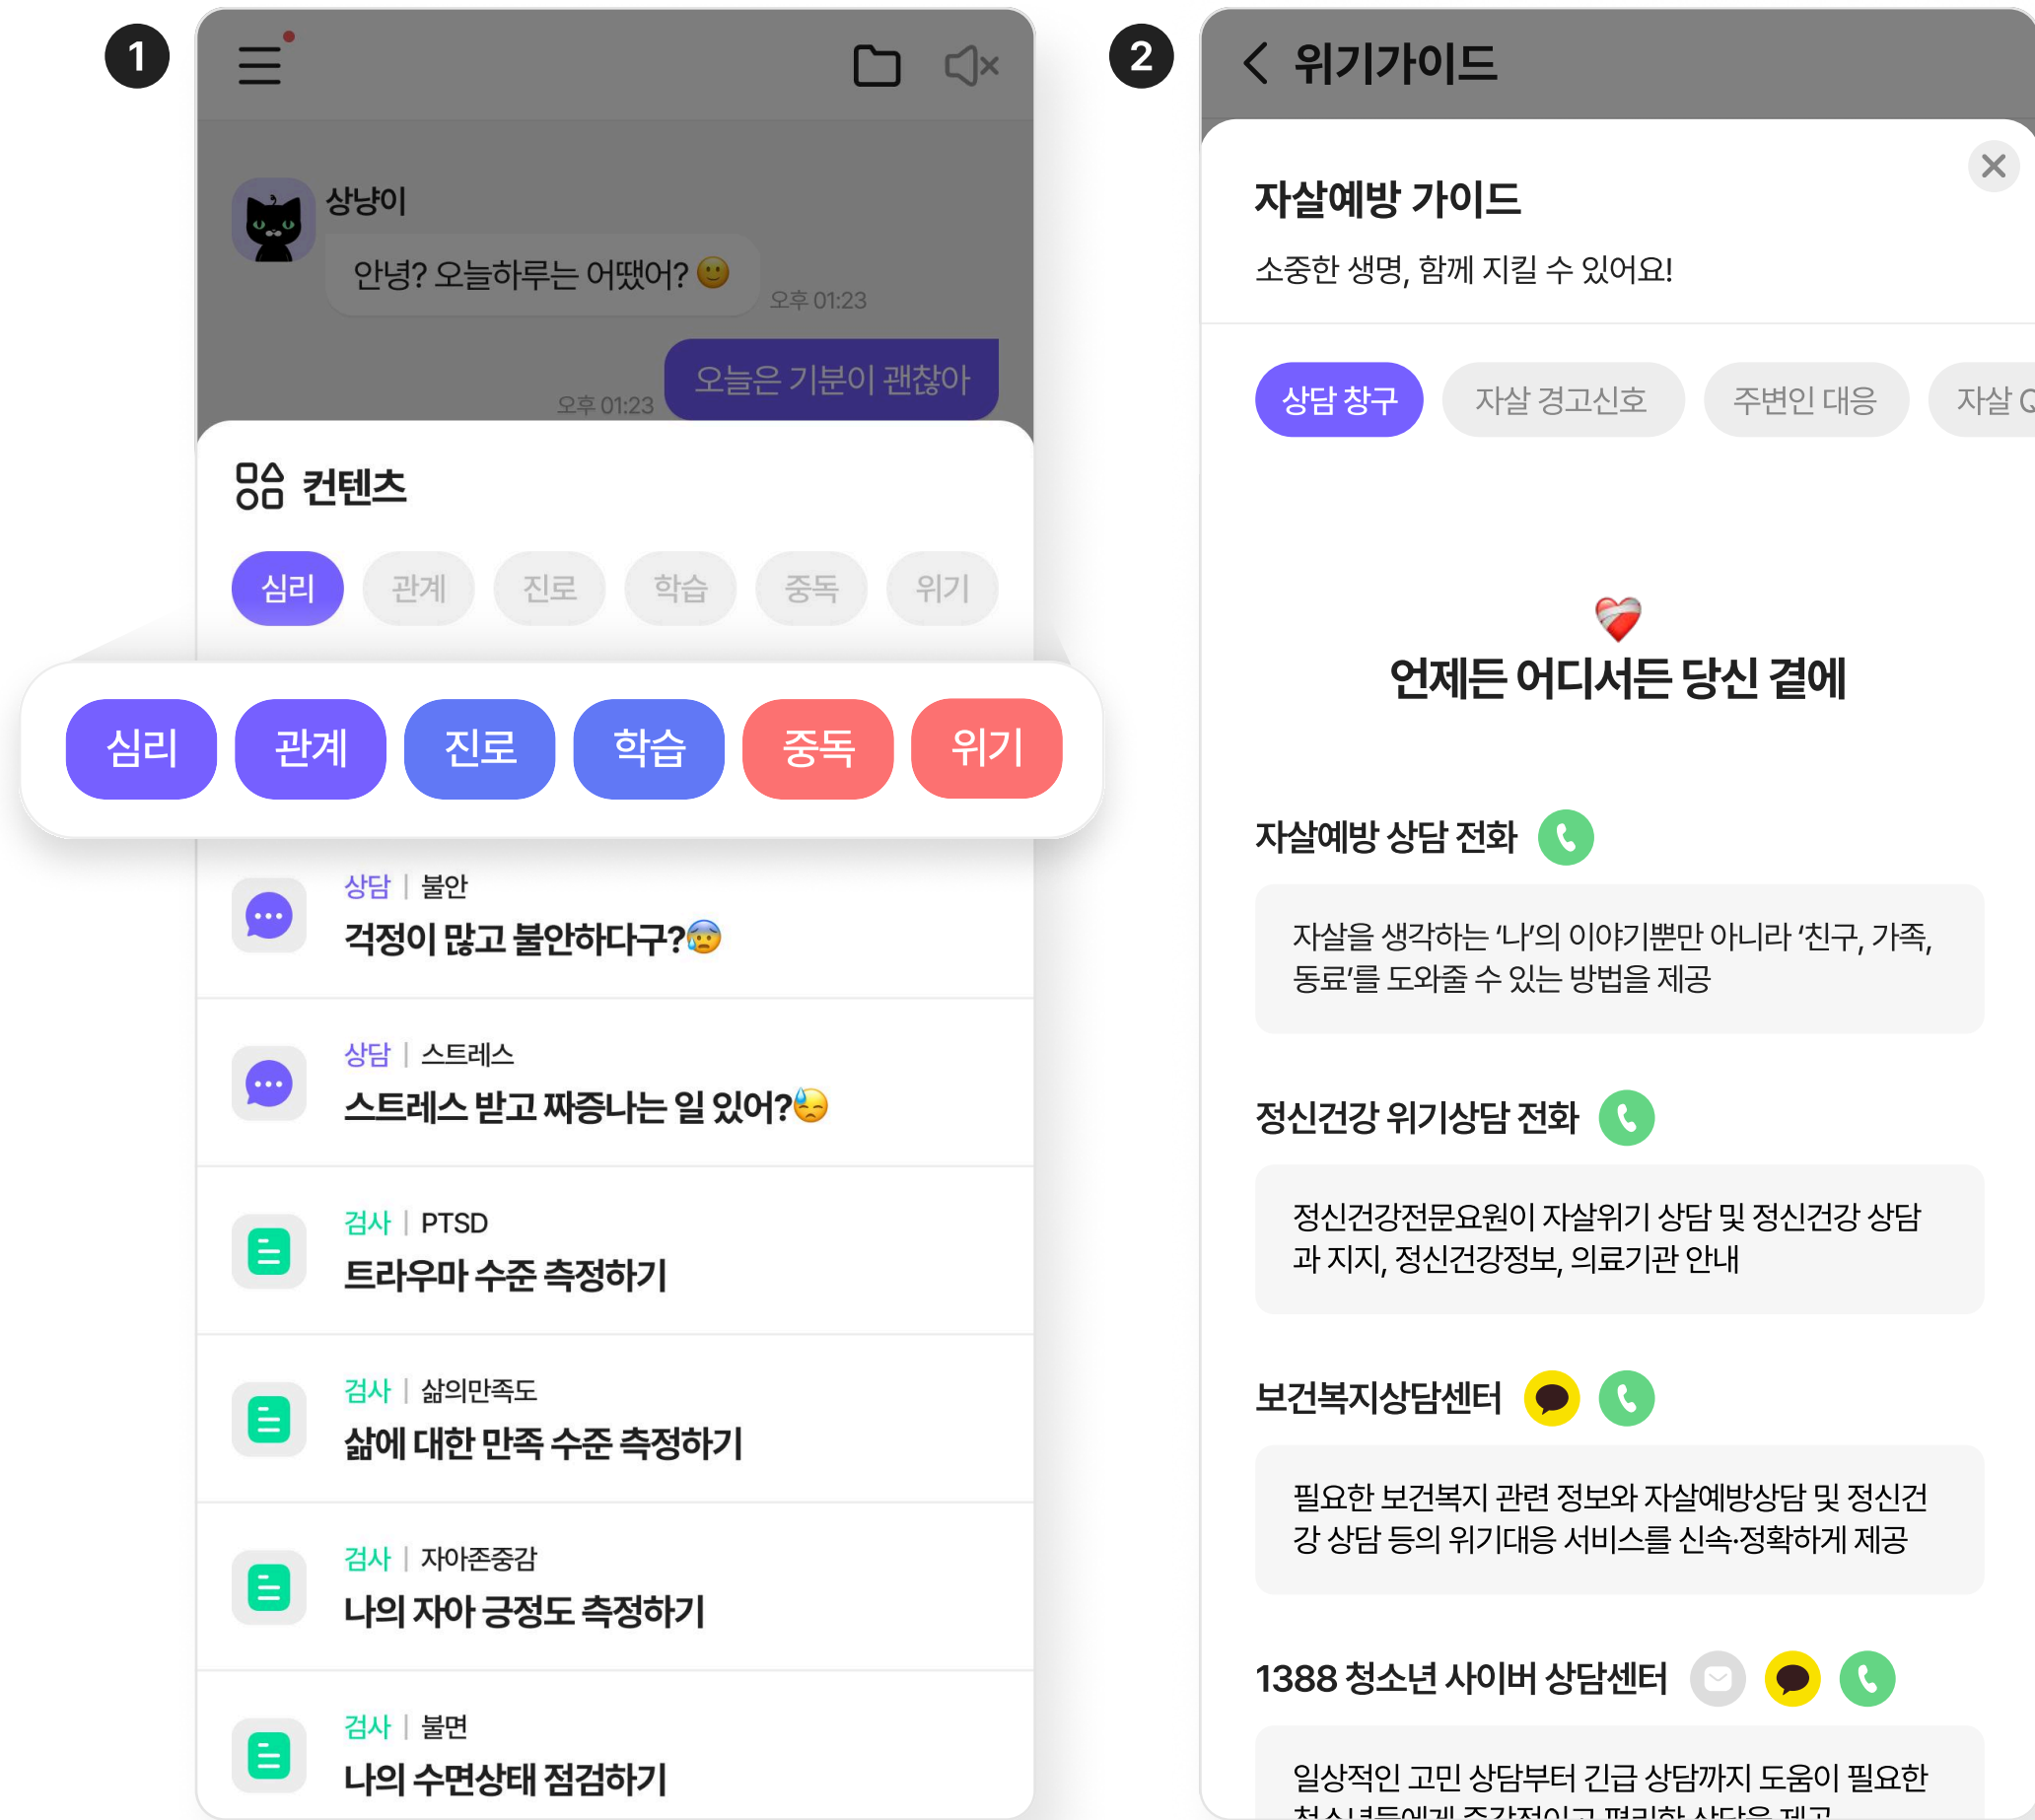 1
상냥이
안녕? 오늘하루는 어땠어? 🙂
오후 01:23
오늘은 기분이 괜찮아
오후 01:23
컨텐츠
심리 관계 진로 학습 중독 위기
심리 관계 진로 학습 중독 위기
상담 | 불안
걱정이 많고 불안하다구?😰
상담 | 스트레스
스트레스 받고 짜증나는 일 있어?😓
검사 | PTSD
트라우마 수준 측정하기
검사 | 삶의만족도
삶에 대한 만족 수준 측정하기
검사 | 자아존중감
나의 자아 긍정도 측정하기
검사 | 불면
나의 수면상태 점검하기
2
위기가이드
자살예방 가이드
소중한 생명, 함께 지킬 수 있어요!
상담 창구 자살 경고신호 주변인 대응 자살 Q
❤️‍🩹
언제든 어디서든 당신 곁에
자살예방 상담 전화
자살을 생각하는 ‘나’의 이야기뿐만 아니라 ‘친구, 가족,
동료’를 도와줄 수 있는 방법을 제공
정신건강 위기상담 전화
정신건강전문요원이 자살위기 상담 및 정신건강 상담
과 지지, 정신건강정보, 의료기관 안내
보건복지상담센터
필요한 보건복지 관련 정보와 자살예방상담 및 정신건
강 상담 등의 위기대응 서비스를 신속·정확하게 제공
1388 청소년 사이버 상담센터
일상적인 고민 상담부터 긴급 상담까지 도움이 필요한